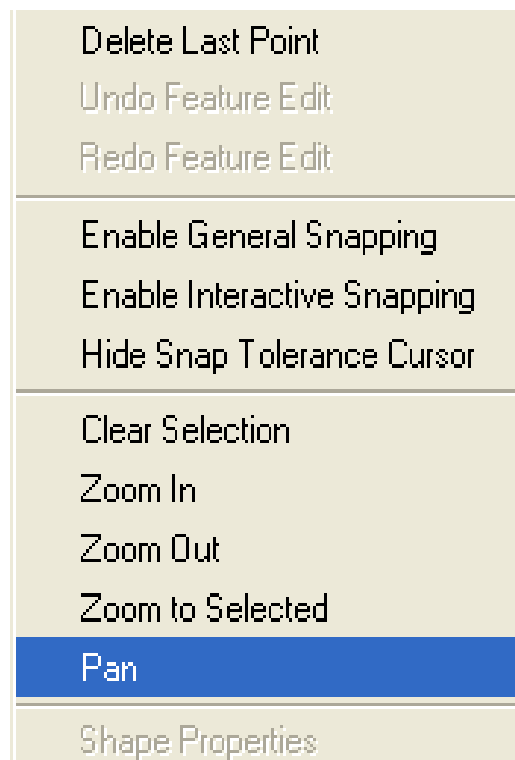 Delete Last Point
Undo Feature Edit
Redo Feature Edit
Enable General Snapping
Enable Interactive Snapping
Hide Snap Tolerance Cursor
Clear Selection
Zoom In
Zoom Out
Zoom to Selected
Pan
Shape Properties